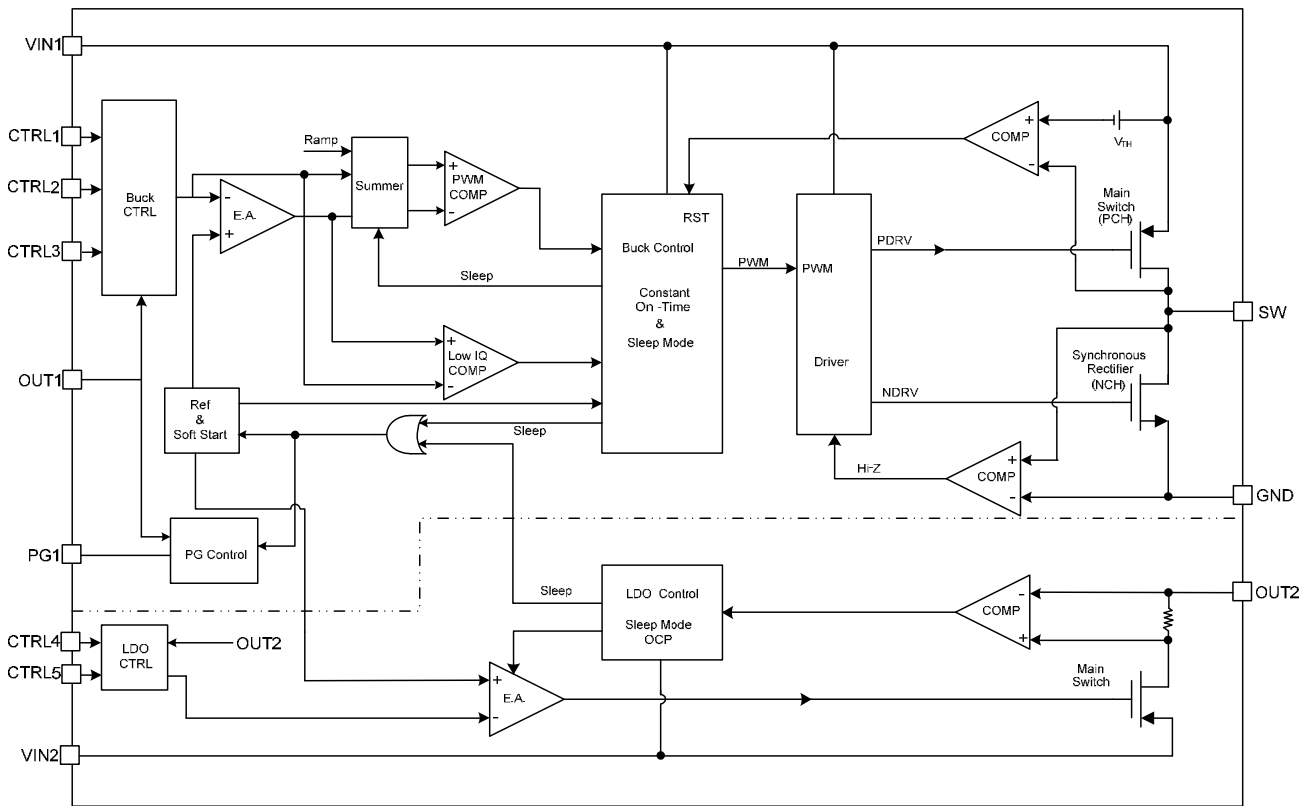 VIN1
CTRL1
CTRL2
CTRL3
Buck
CTRL
OUT1
PG1
CTRL4
CTRL5
VIN2
Ramp
Summer
-
E.A.
+
+
PWM
COMP
-
Sleep
+
Low IQ
COMP
-
Ref
&
Soft Start
Sleep
PG Control
RST
Buck Control
Constant
On -Time
&
Sleep Mode
PWM
PWM
Driver
PDRV
NDRV
Hi-Z
+
COMP
-
VTH
Main
Switch
(PCH)
SW
Synchronous
Rectifier
(NCH)
+
COMP
-
GND
LDO
CTRL
OUT2
Sleep
LDO Control
Sleep Mode
OCP
-
COMP
+
OUT2
+
E.A.
-
Main
Switch